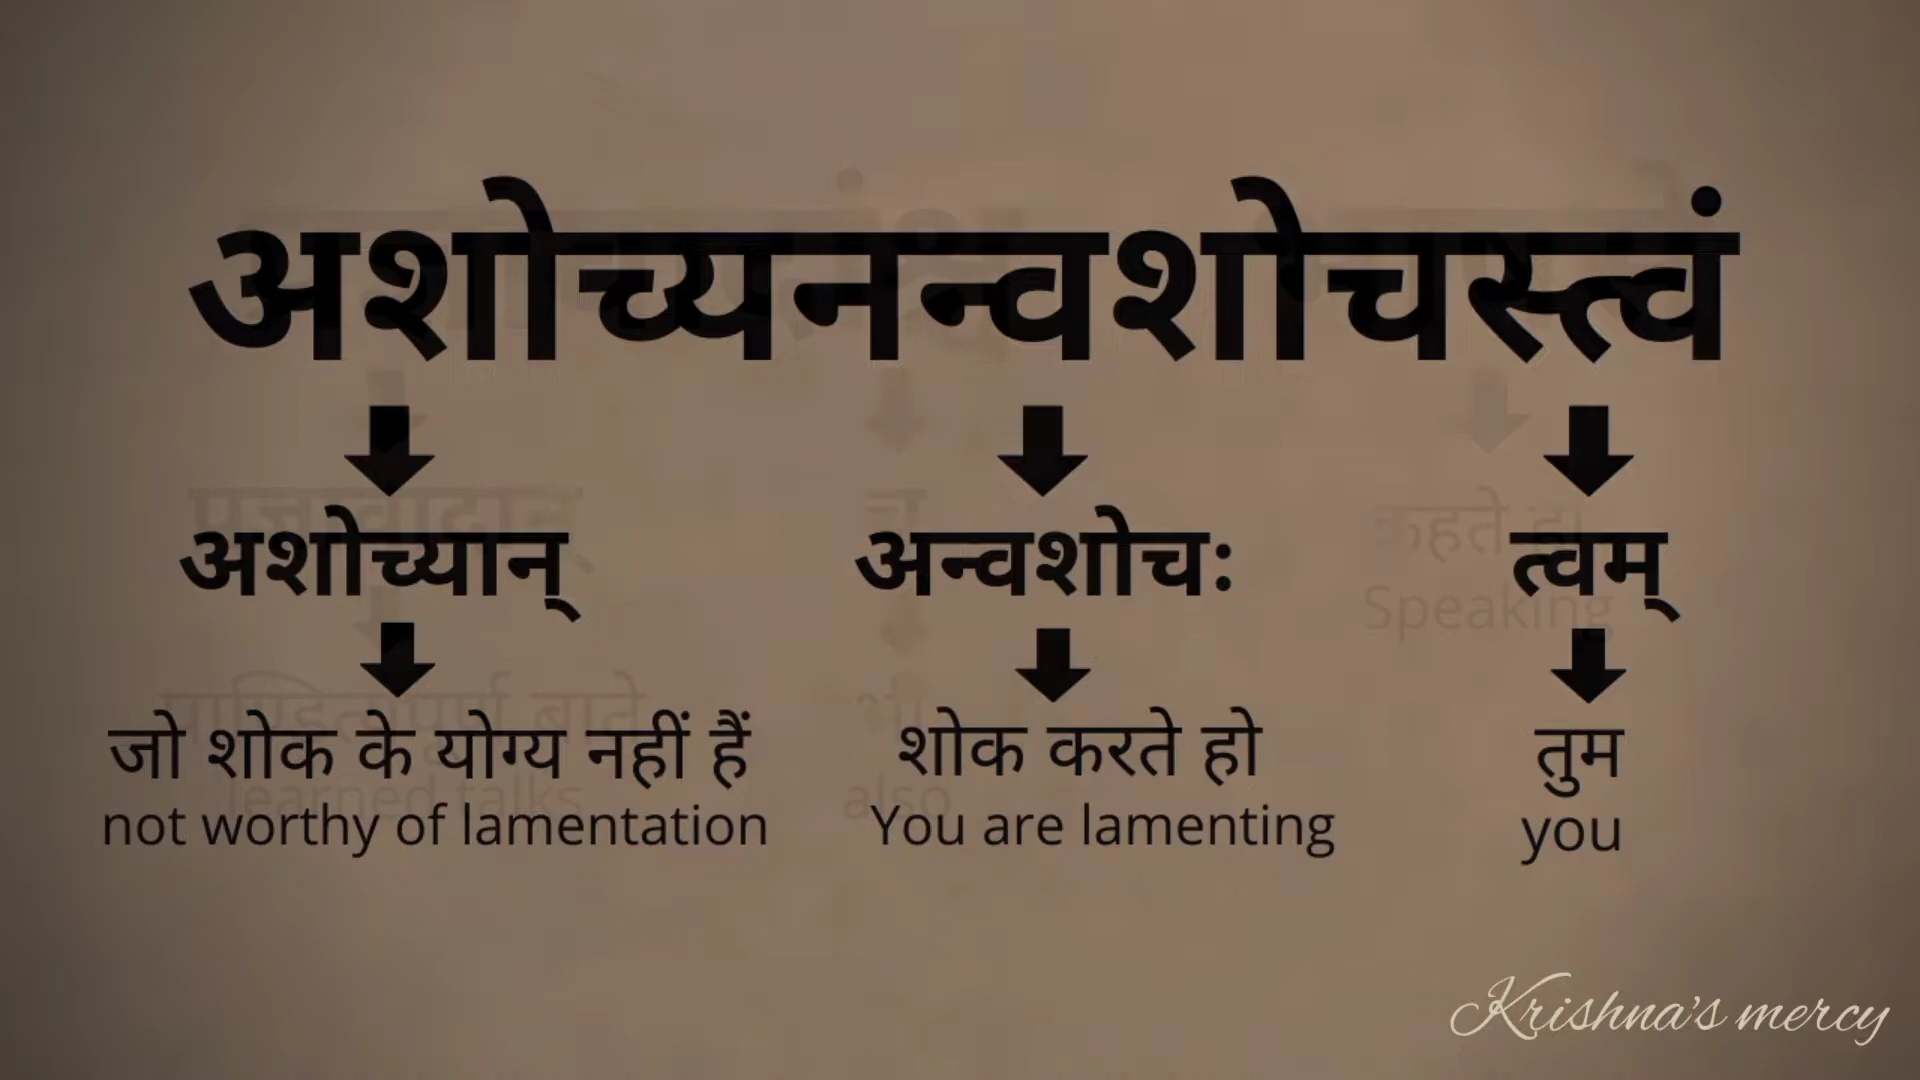 अशोच्यनन्वशोचस्त्वं
अशोच्यान् अन्वशोचः त्वम्
जो शोक के योग्य नहीं हैं शोक करते हो तुम
not worthy of lamentation You are lamenting you
Krishna's mercy